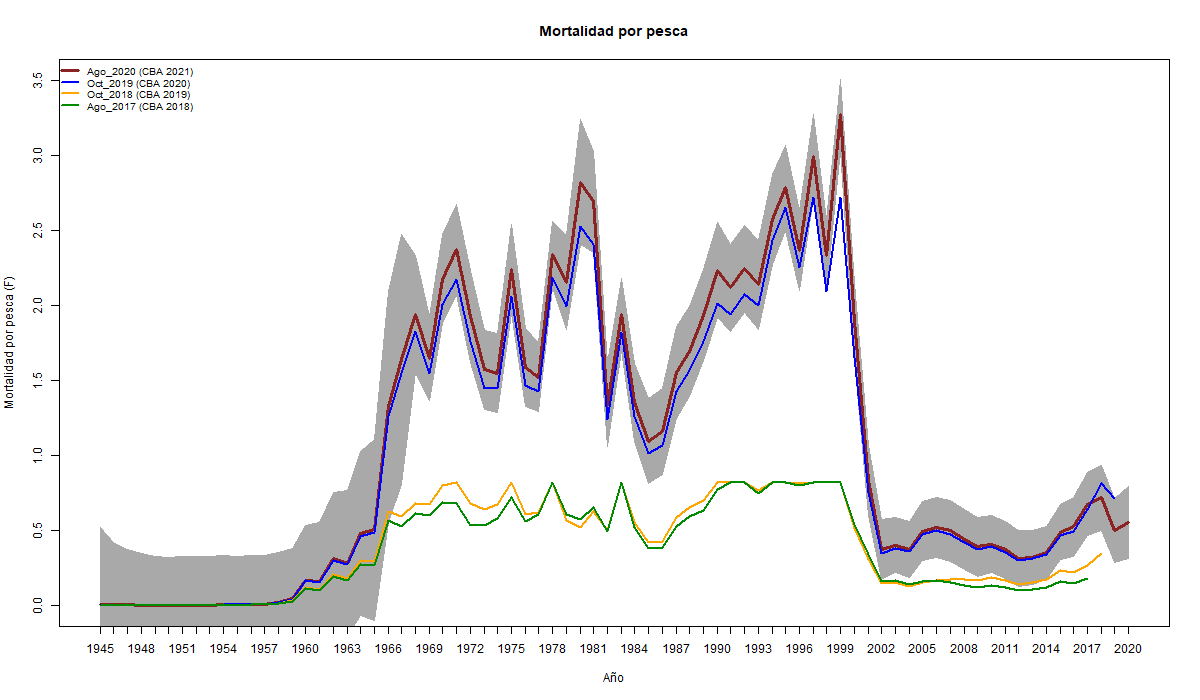 Mortalidad por pesca
Ago_2020 (CBA 2021)
Oct_2019 (CBA 2020)
Oct_2018 (CBA 2019)
Ago_2017 (CBA 2018)
Mortalidad por pesca (F)
3.5
3.0
2.5
2.0
1.5
1.0
0.5
0.0
1945 1948 1951 1954 1957 1960 1963 1966 1969 1972 1975 1978 1981 1984 1987 1990 1993 1996 1999 2002 2005 2008 2011 2014 2017 2020
Año